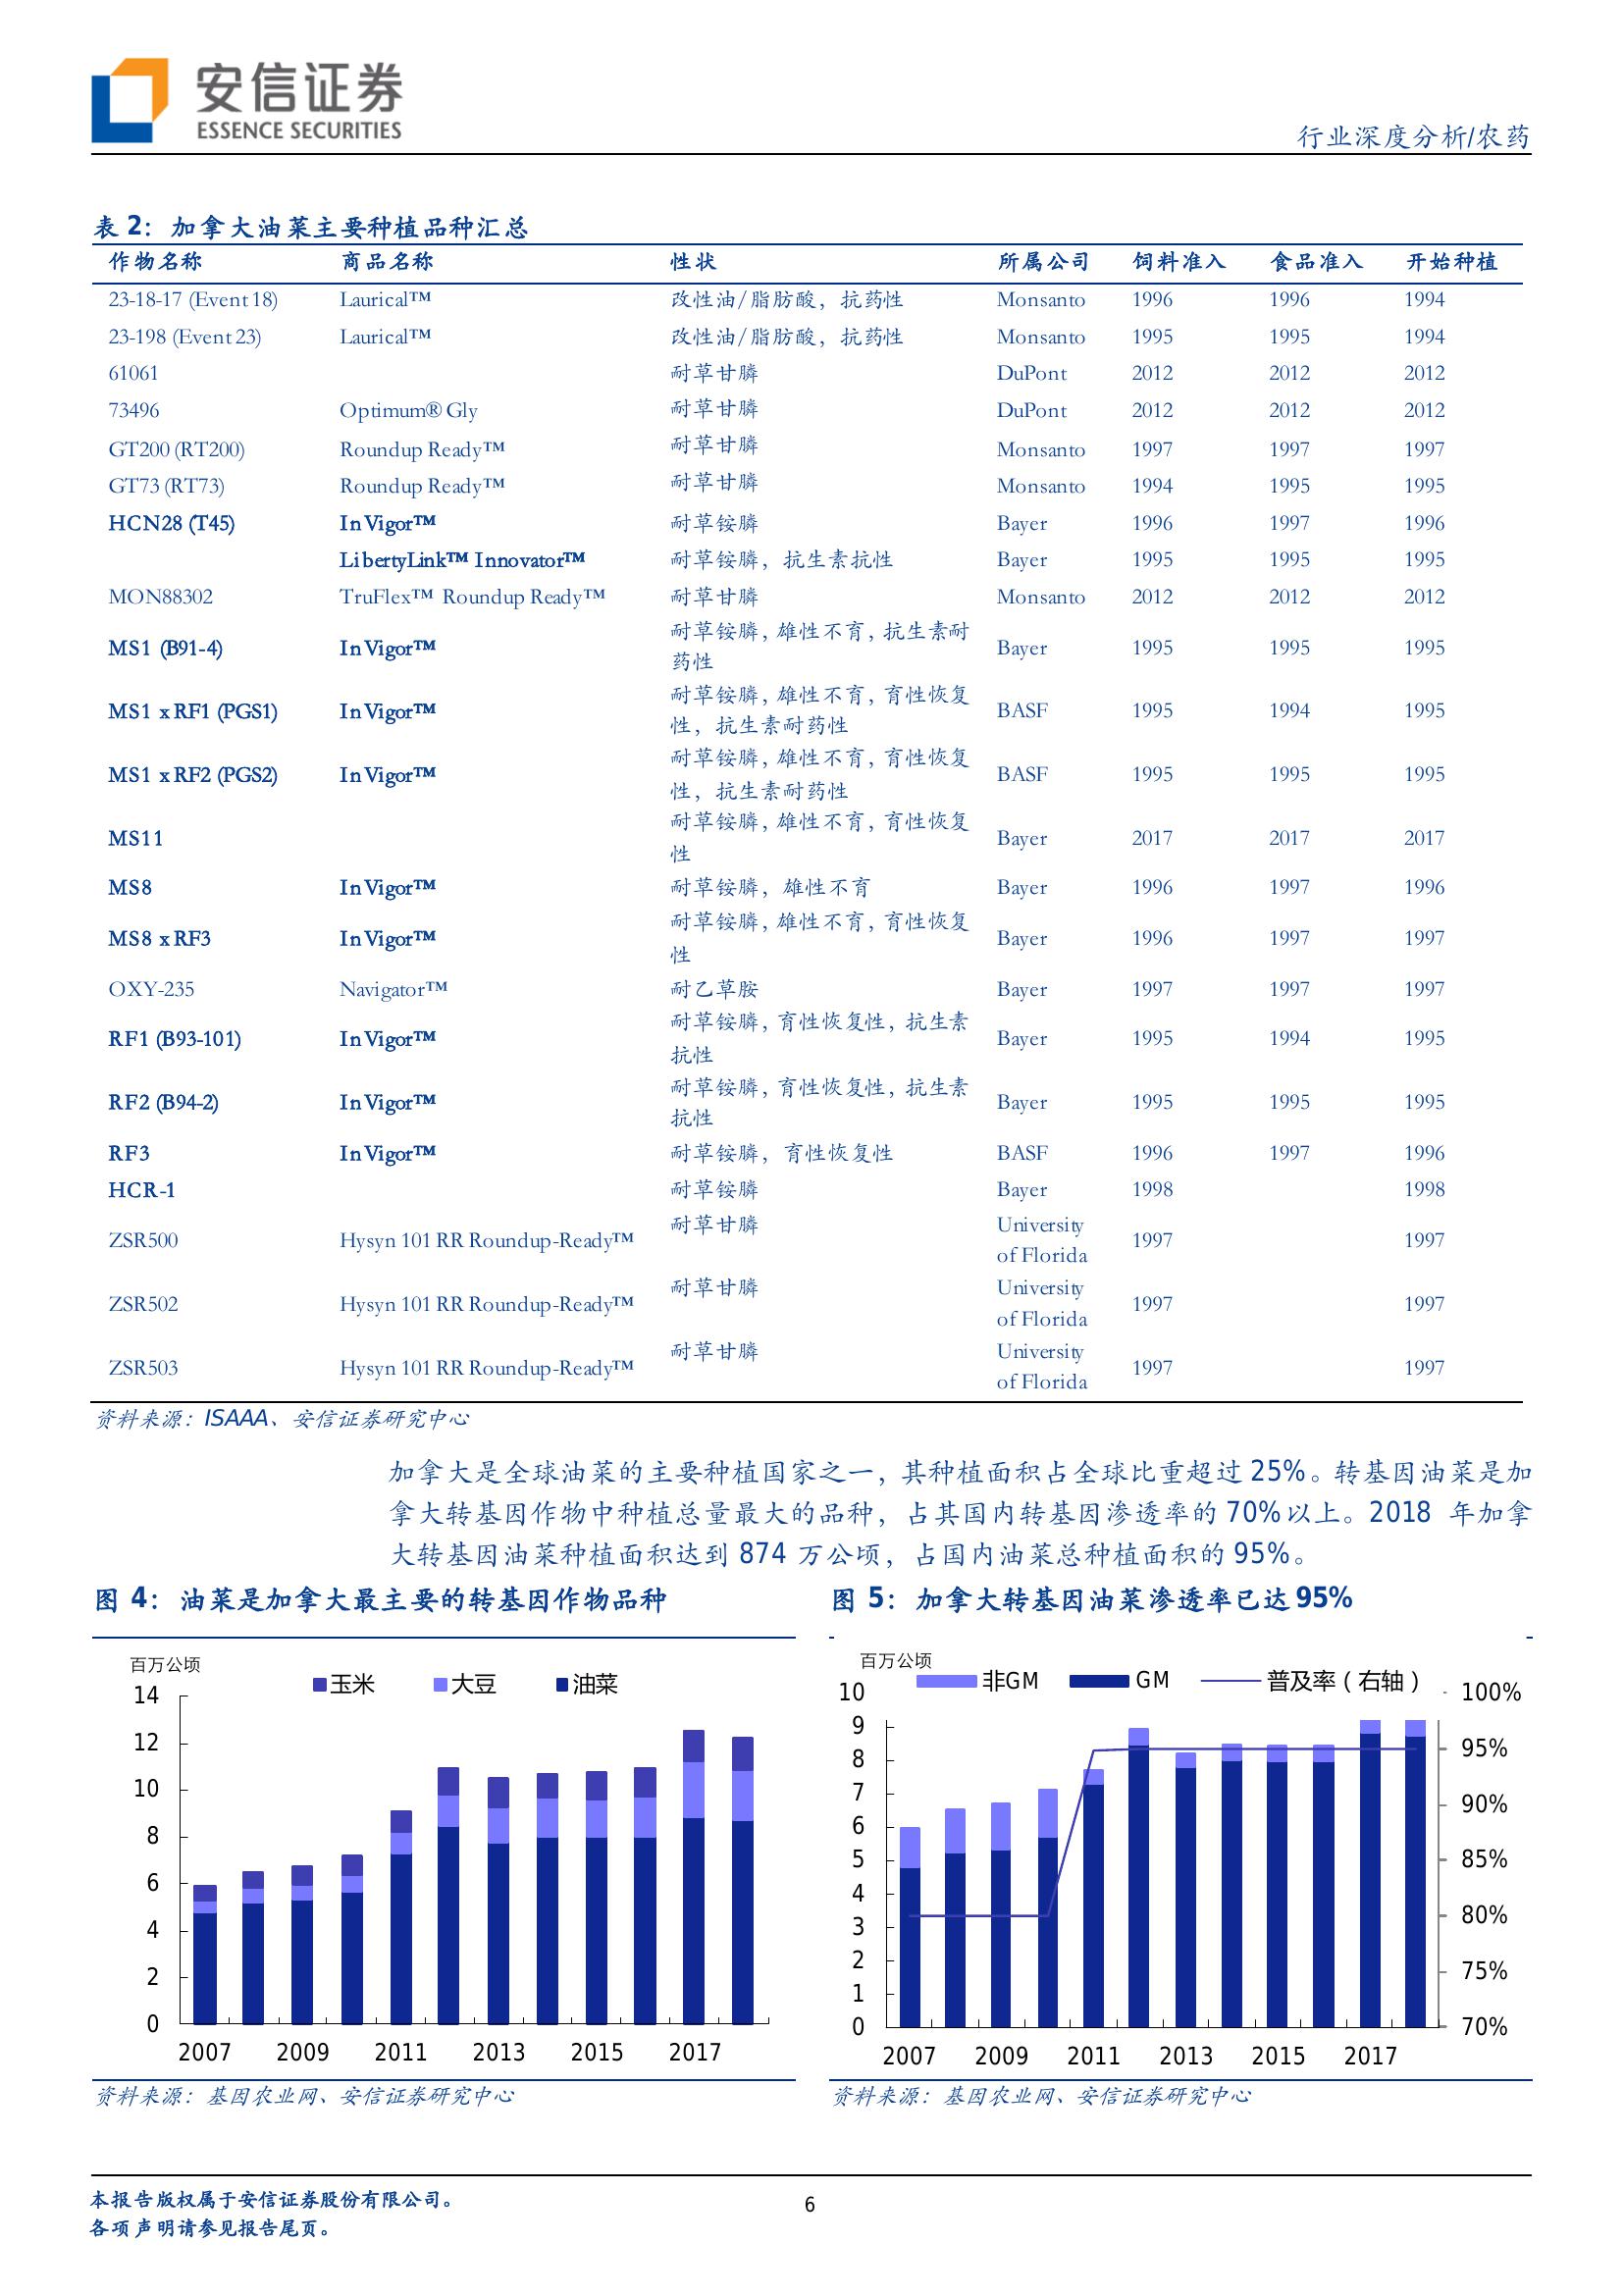 安信证券
ESSENCE SECURITIES
行业深度分析/农药
表 2：加拿大油菜主要种植品种汇总
作物名称 商品名称 性状 所属公司 饲料准入 食品准入 开始种植
23-18-17 (Event 18) Laurical™ 改性油/脂肪酸，抗药性 Monsanto 1996 1996 1994
23-198 (Event 23) Laurical™ 改性油/脂肪酸，抗药性 Monsanto 1995 1995 1994
61061 耐草甘膦 DuPont 2012 2012 2012
73496 Optimum® Gly 耐草甘膦 DuPont 2012 2012 2012
GT200 (RT200) Roundup Ready™ 耐草甘膦 Monsanto 1997 1997 1997
GT73 (RT73) Roundup Ready™ 耐草甘膦 Monsanto 1994 1995 1995
HCN28 (T45) InVigor™ 耐草铵膦 Bayer 1996 1997 1996
LibertyLink™ Innovator™ 耐草铵膦，抗生素抗性 Bayer 1995 1995 1995
MON88302 TruFlex™ Roundup Ready™ 耐草甘膦 Monsanto 2012 2012 2012
MS1 (B91-4) InVigor™ 耐草铵膦，雄性不育，抗生素耐
药性 Bayer 1995 1995 1995
MS1 x RF1 (PGS1) InVigor™ 耐草铵膦，雄性不育，育性恢复
性，抗生素耐药性 BASF 1995 1994 1995
MS1 x RF2 (PGS2) InVigor™ 耐草铵膦，雄性不育，育性恢复
性，抗生素耐药性 BASF 1995 1995 1995
MS11 耐草铵膦，雄性不育，育性恢复
性 Bayer 2017 2017 2017
MS8 InVigor™ 耐草铵膦，雄性不育 Bayer 1996 1997 1996
MS8 x RF3 InVigor™ 耐草铵膦，雄性不育，育性恢复
性 Bayer 1996 1997 1997
OXY-235 Navigator™ 耐乙草胺 Bayer 1997 1997 1997
RF1 (B93-101) InVigor™ 耐草铵膦，育性恢复性，抗生素
抗性 Bayer 1995 1994 1995
RF2 (B94-2) InVigor™ 耐草铵膦，育性恢复性，抗生素
抗性 Bayer 1995 1995 1995
RF3 InVigor™ 耐草铵膦，育性恢复性 BASF 1996 1997 1996
HCR-1 耐草铵膦 Bayer 1998 1998
ZSR500 Hysyn 101 RR Roundup-Ready™ 耐草甘膦 University
of Florida 1997 1997
ZSR502 Hysyn 101 RR Roundup-Ready™ 耐草甘膦 University
of Florida 1997 1997
ZSR503 Hysyn 101 RR Roundup-Ready™ 耐草甘膦 University
of Florida 1997 1997
资料来源：ISAAA、安信证券研究中心
加拿大是全球油菜的主要种植国家之一，其种植面积占全球比重超过 25%。转基因油菜是加
拿大转基因作物中种植总量最大的品种，占其国内转基因渗透率的 70%以上。2018 年加拿
大转基因油菜种植面积达到 874 万公顷，占国内油菜总种植面积的 95%。
图 4：油菜是加拿大最主要的转基因作物品种
百万公顷
玉米 大豆 油菜
14
12
10
8
6
4
2
0
2007 2009 2011 2013 2015 2017
资料来源：基因农业网、安信证券研究中心
图 5：加拿大转基因油菜渗透率已达 95%
百万公顷
非GM GM 普及率（右轴）
10
9
8
7
6
5
4
3
2
1
0
100%
95%
90%
85%
80%
75%
70%
2007 2009 2011 2013 2015 2017
资料来源：基因农业网、安信证券研究中心
本报告版权属于安信证券股份有限公司。
各项声明请参见报告尾页。
6